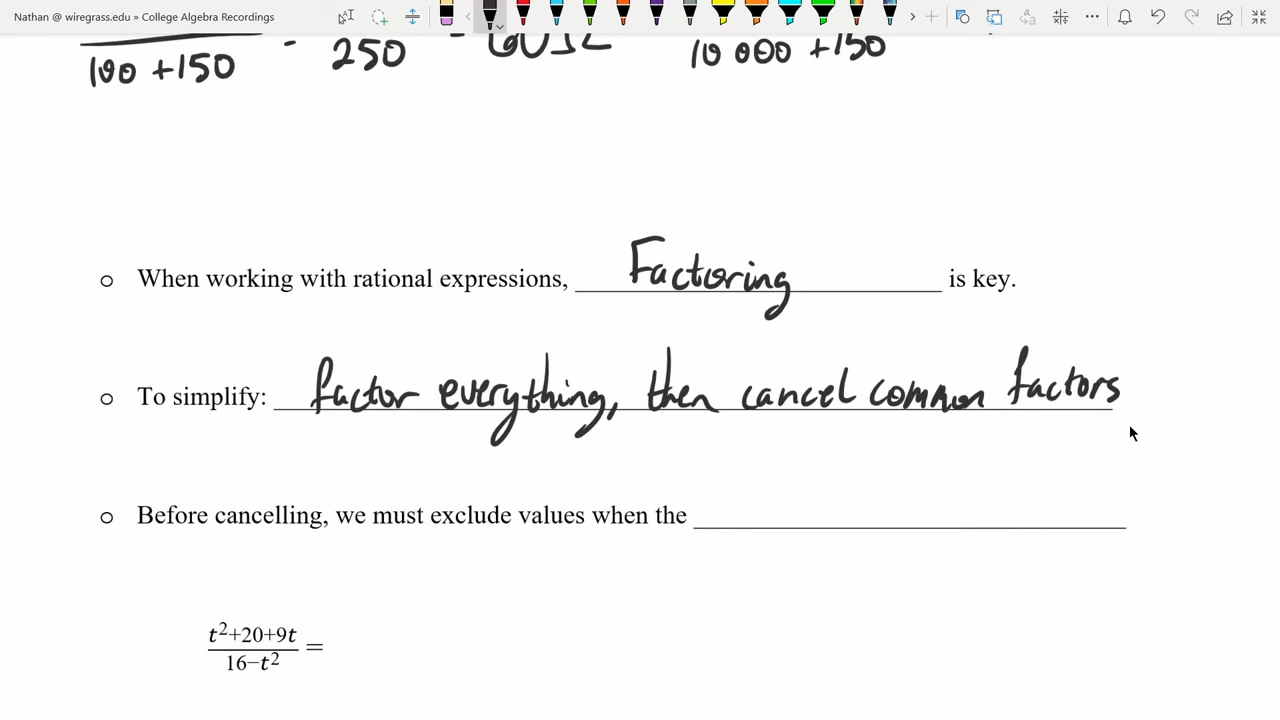 Nathan @ wiregrass.edu » College Algebra Recordings
100 +150
250
10 000 +150
When working with rational expressions, Factoring is key.
To simplify: factor everything, then cancel common factors
Before cancelling, we must exclude values when the
t²+20+9t
16−t² =